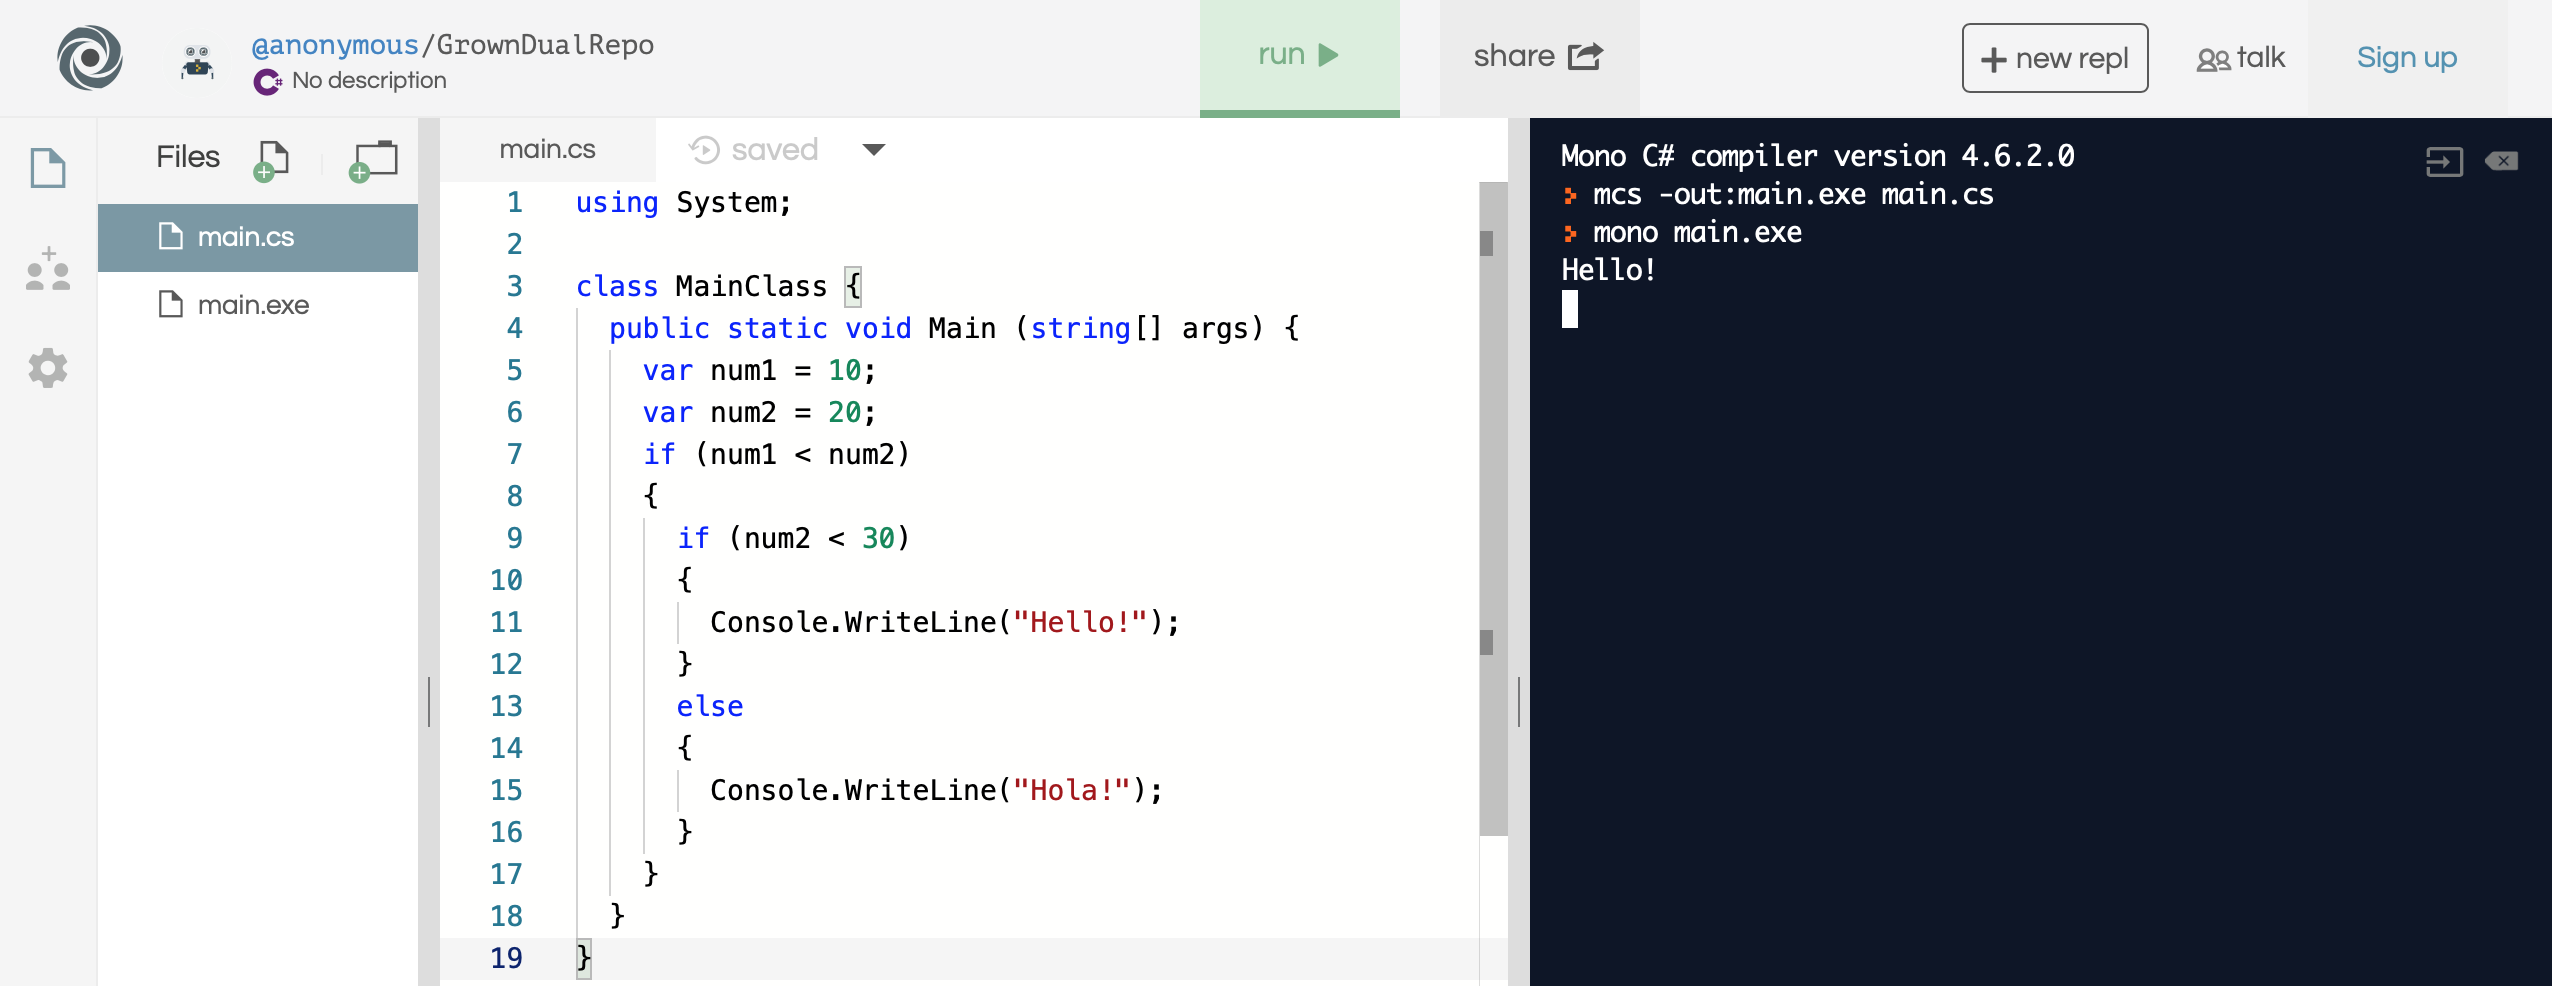 @anonymous/GrownDualRepo
C# No description
run
share
+ new repl
talk
Sign up
Files
main.cs
main.exe
main.cs
saved
1 using System;
2
3 class MainClass {
4 public static void Main (string[] args) {
5 var num1 = 10;
6 var num2 = 20;
7 if (num1 < num2)
8 {
9 if (num2 < 30)
10 {
11 Console.WriteLine("Hello!");
12 }
13 else
14 {
15 Console.WriteLine("Hola!");
16 }
17 }
18 }
19 }
Mono C# compiler version 4.6.2.0
mcs -out:main.exe main.cs
mono main.exe
Hello!